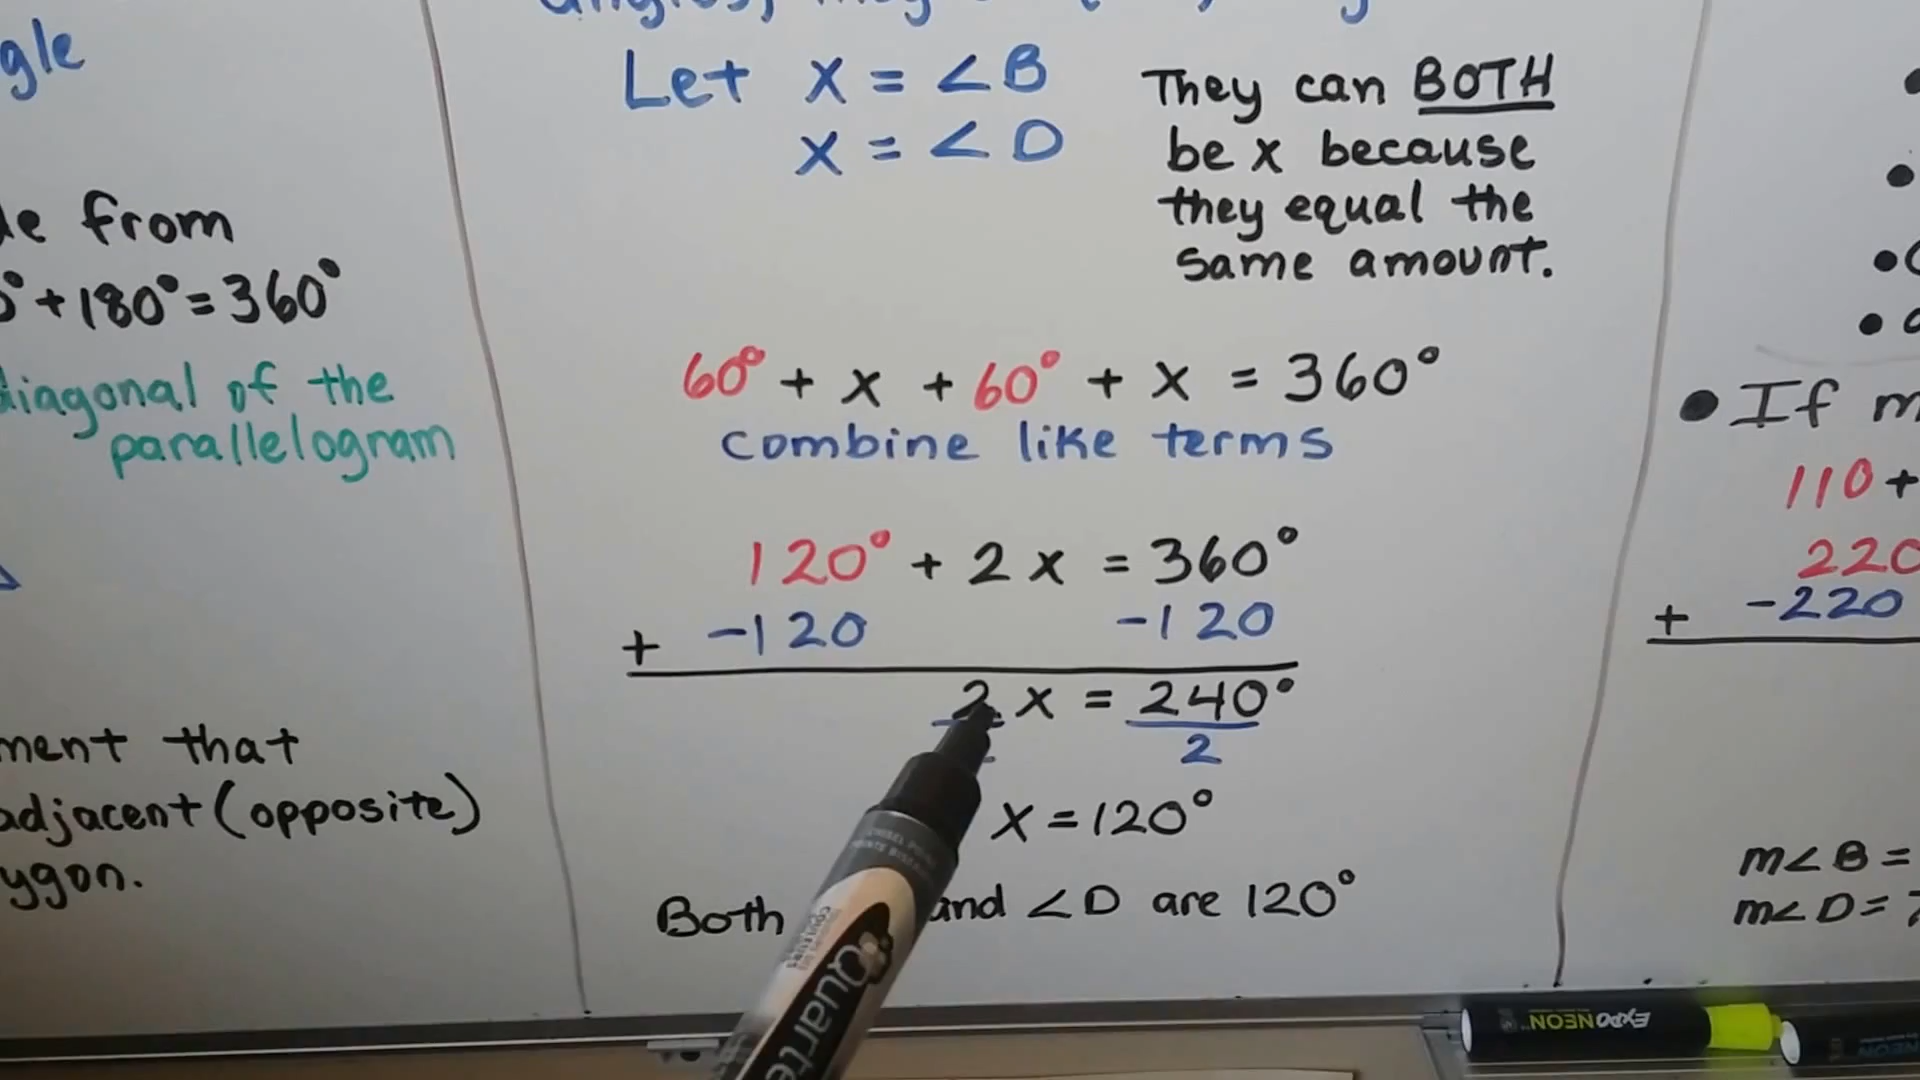 gle
from
+180°=360°
diagonal of the
parallelogram
that
adjacent (opposite)
ygon.
Let x = ∠B
x = ∠D
They can BOTH
be x because
they equal the
same amount.
60° + x + 60° + x = 360°
combine like terms
120° + 2x = 360°
+ -120 -120
2x = 240°
2
x = 120°
Both and ∠D are 120°
• If m
110+
220
+ -220
m∠B =
m∠D =
Quarte
EXPO NEON